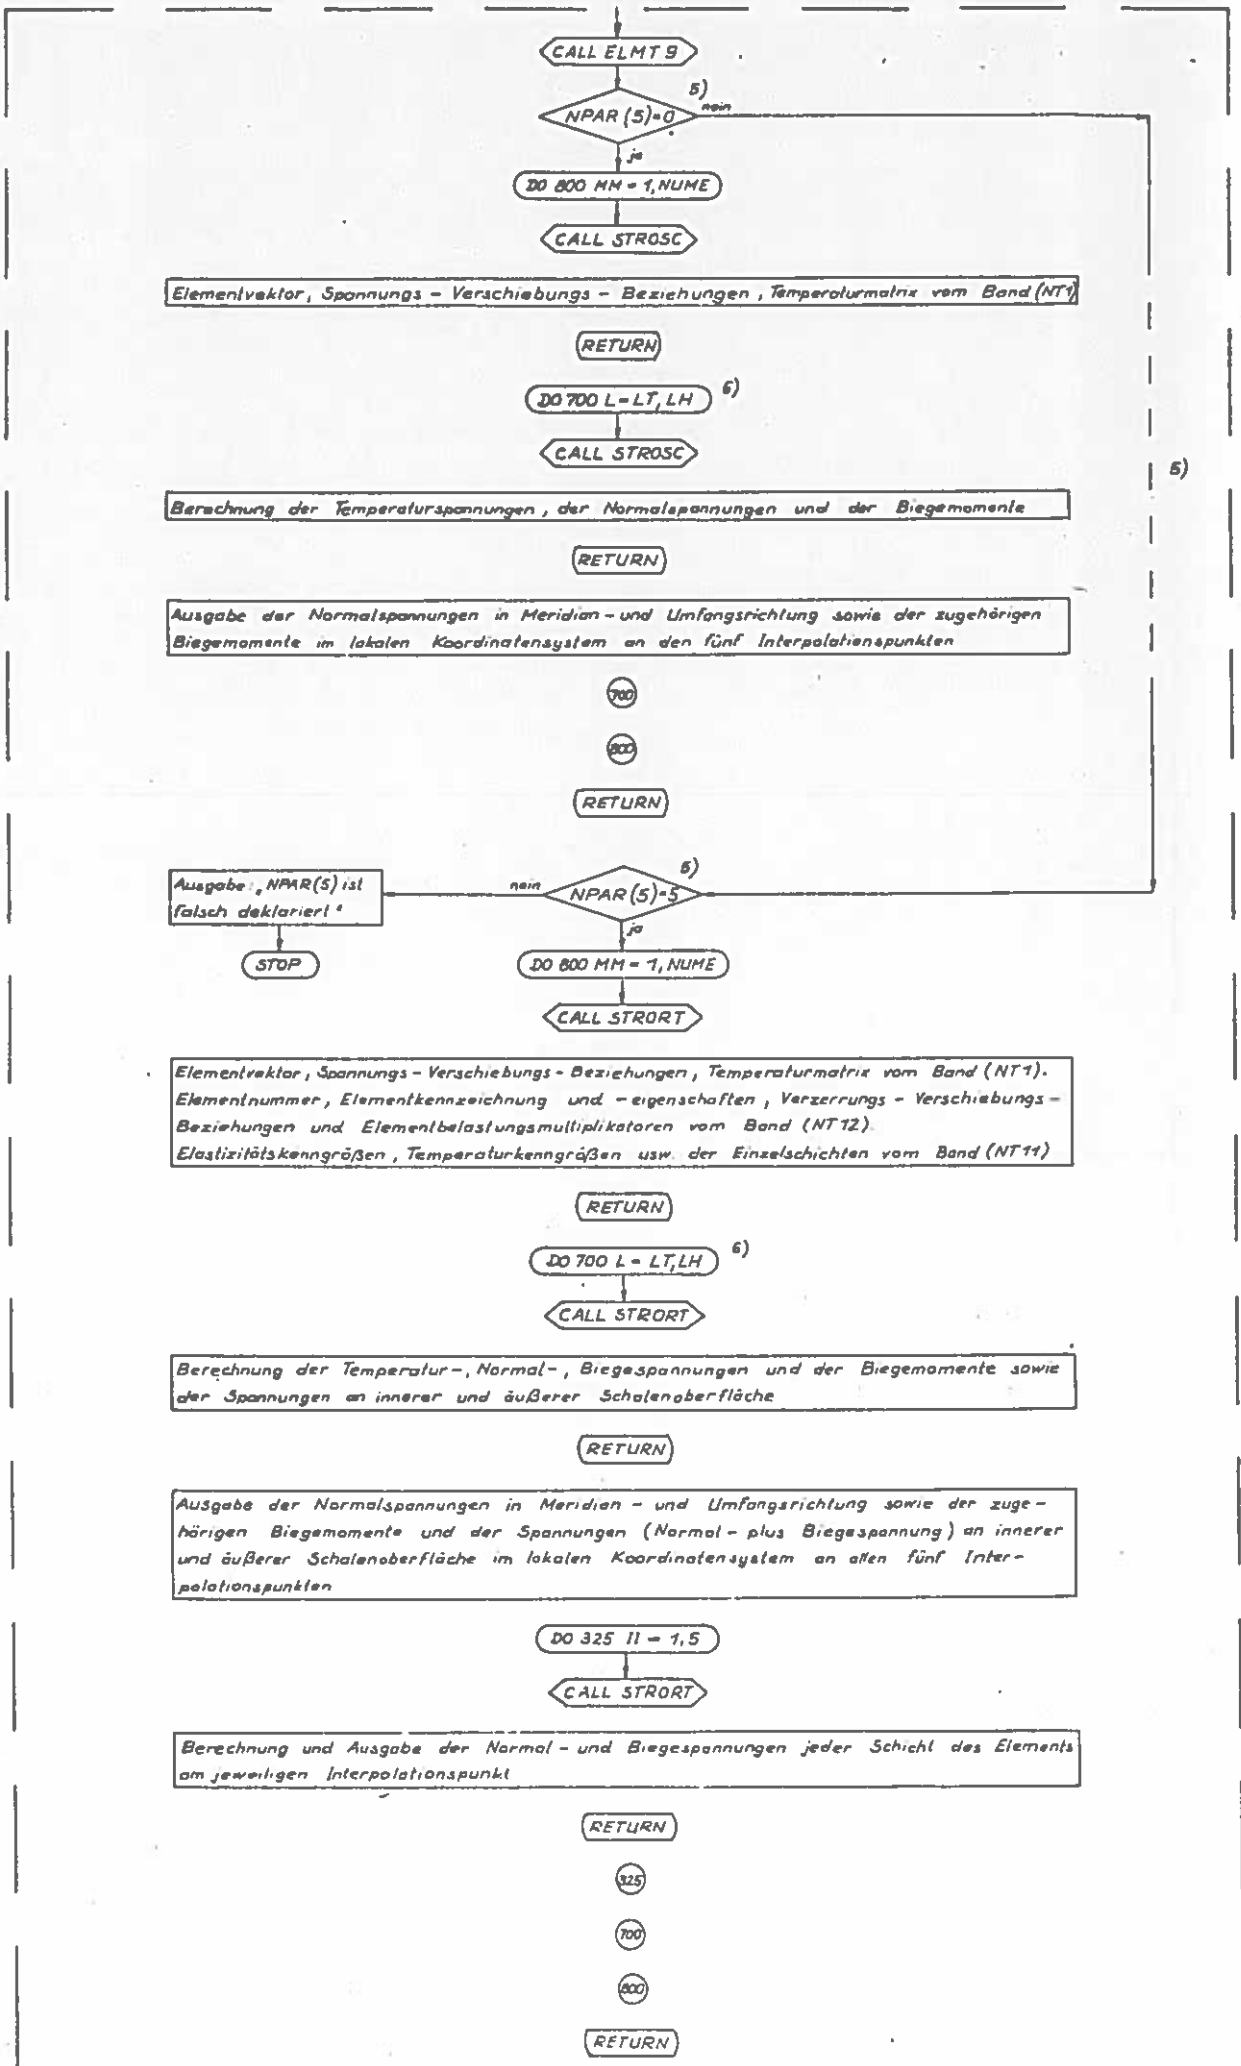 CALL ELMT 9
5)
NPAR (5)=0
nein
ja
DO 800 MM = 1, NUME
CALL STROSC
Elementvektor, Spannungs - Verschiebungs - Beziehungen, Temperaturmatrix vom Band (NT1)
RETURN
DO 700 L = LT, LH
6)
CALL STROSC
5)
Berechnung der Temperaturspannungen, der Normalspannungen und der Biegemomente
RETURN
Ausgabe der Normalspannungen in Meridian - und Umfangsrichtung sowie der zugehörigen
Biegemomente im lokalen Koordinatensystem an den fünf Interpolationspunkten
700
800
RETURN
5)
NPAR (5)=5
nein
Ausgabe: „NPAR(5) ist
falsch deklariert“
STOP
ja
DO 800 MM = 1, NUME
CALL STRORT
Elementvektor, Spannungs - Verschiebungs - Beziehungen, Temperaturmatrix vom Band (NT1).
Elementnummer, Elementkennzeichnung und - eigenschaften, Verzerrungs - Verschiebungs -
Beziehungen und Elementbelastungsmultiplikatoren vom Band (NT12).
Elastizitätskenngrößen, Temperaturkenngrößen usw. der Einzelschichten vom Band (NT11)
RETURN
DO 700 L = LT, LH
6)
CALL STRORT
Berechnung der Temperatur -, Normal -, Biegespannungen und der Biegemomente sowie
der Spannungen an innerer und äußerer Schalenoberfläche
RETURN
Ausgabe der Normalspannungen in Meridian - und Umfangsrichtung sowie der zuge -
hörigen Biegemomente und der Spannungen (Normal - plus Biegespannung) an innerer
und äußerer Schalenoberfläche im lokalen Koordinatensystem an allen fünf Inter -
polationspunkten
DO 325 II = 1, 5
CALL STRORT
Berechnung und Ausgabe der Normal - und Biegespannungen jeder Schicht des Elements
am jeweiligen Interpolationspunkt
RETURN
325
700
800
RETURN